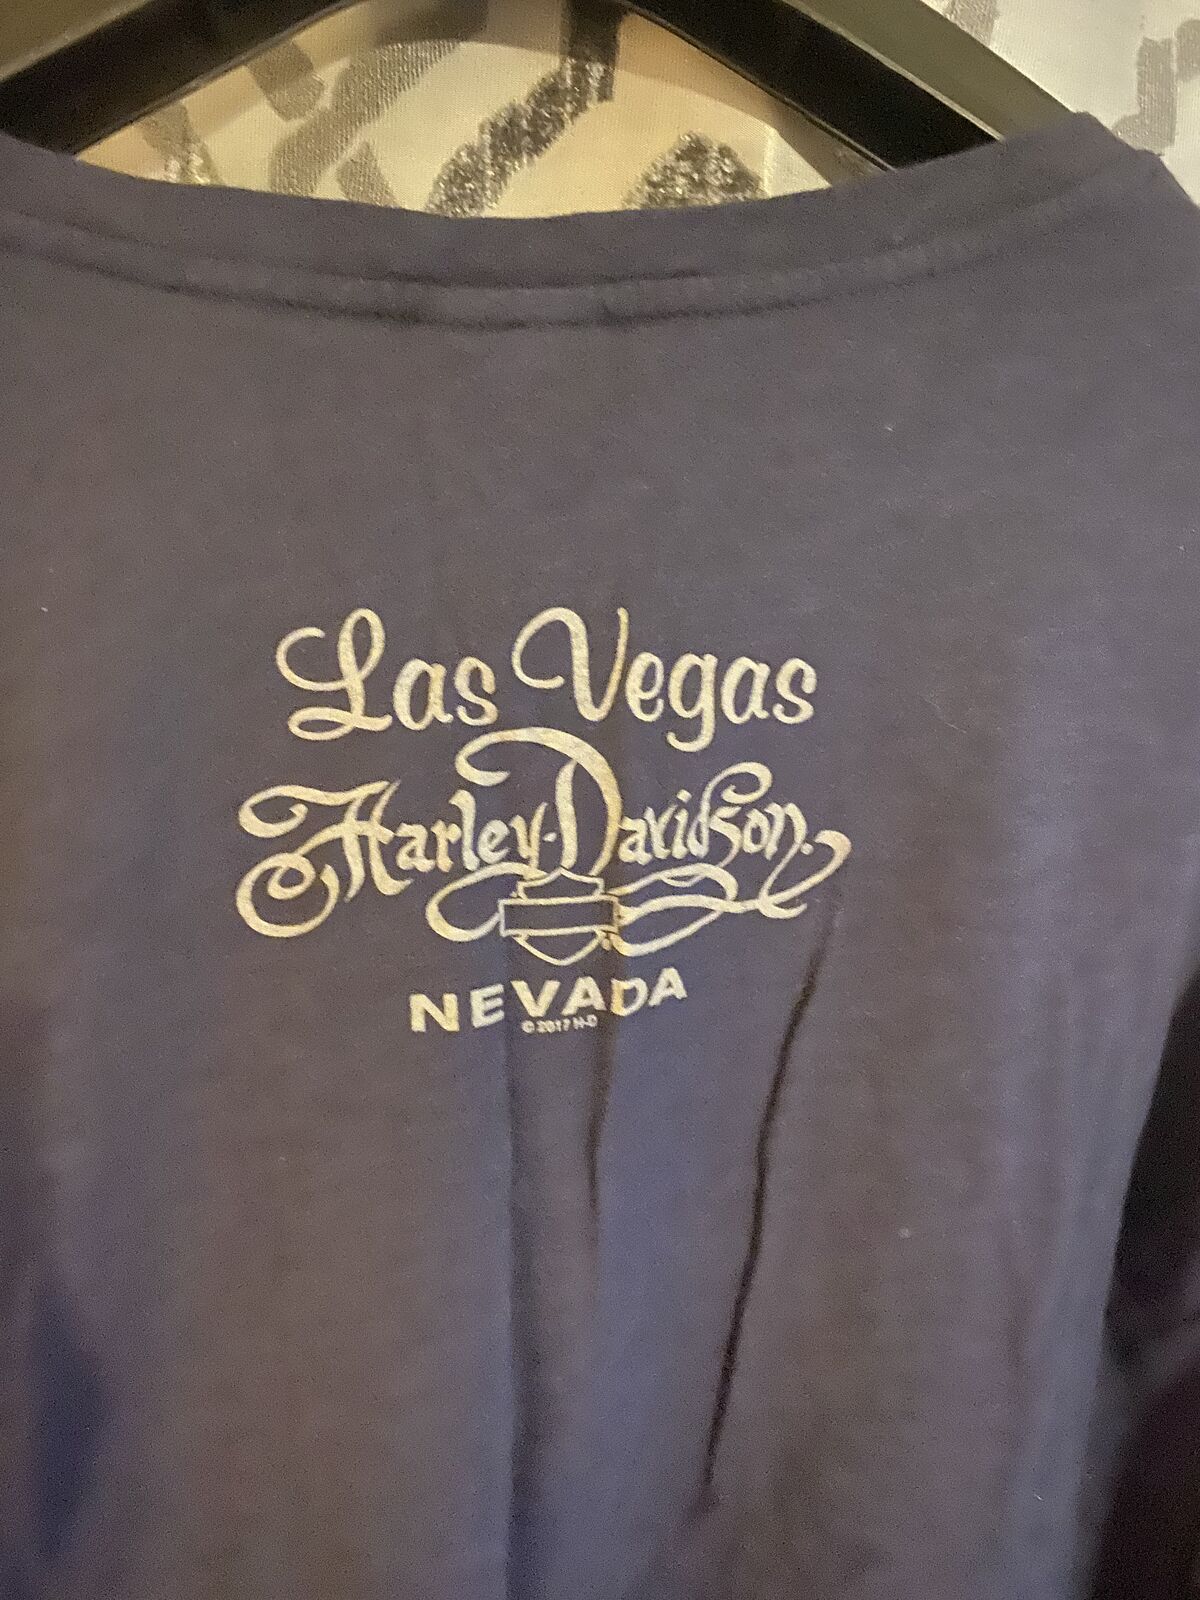 Las Vegas
Harley-Davidson
NEVADA
© 2017 H-D